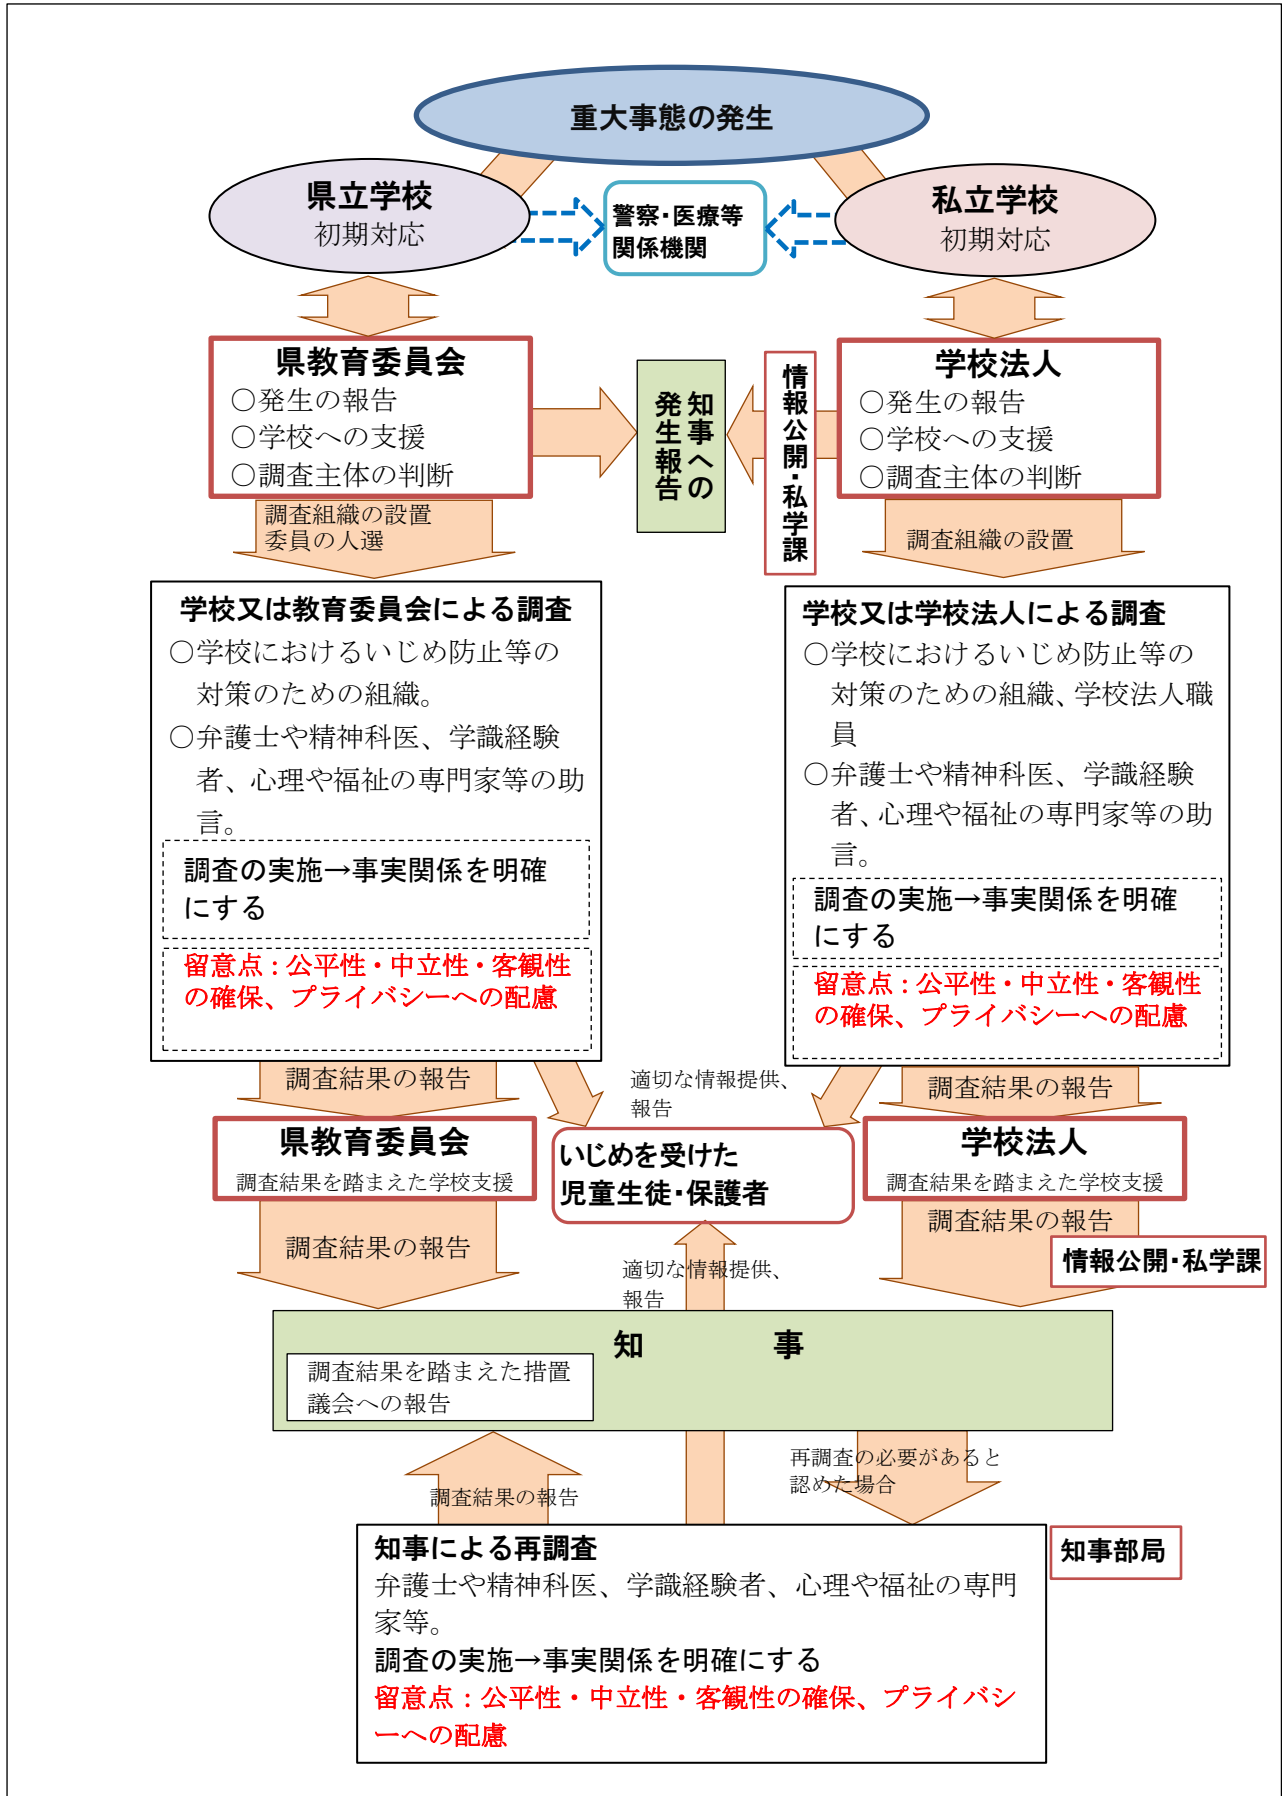 重大事態の発生
県立学校
初期対応
警察・医療等
関係機関
私立学校
初期対応
県教育委員会
○発生の報告
○学校への支援
○調査主体の判断
知事への
発生報告
情報公開・私学課
学校法人
○発生の報告
○学校への支援
○調査主体の判断
調査組織の設置
委員の人選
調査組織の設置
学校又は教育委員会による調査
○学校におけるいじめ防止等の
対策のための組織。
○弁護士や精神科医、学識経験
者、心理や福祉の専門家等の助
言。
調査の実施→事実関係を明確
にする
留意点：公平性・中立性・客観性
の確保、プライバシーへの配慮
学校又は学校法人による調査
○学校におけるいじめ防止等の
対策のための組織、学校法人職
員
○弁護士や精神科医、学識経験
者、心理や福祉の専門家等の助
言。
調査の実施→事実関係を明確
にする
留意点：公平性・中立性・客観性
の確保、プライバシーへの配慮
調査結果の報告
適切な情報提供、
報告
調査結果の報告
県教育委員会
調査結果を踏まえた学校支援
いじめを受けた
児童生徒・保護者
学校法人
調査結果を踏まえた学校支援
調査結果の報告
適切な情報提供、
報告
調査結果の報告
情報公開・私学課
知　　　事
調査結果を踏まえた措置
議会への報告
調査結果の報告
再調査の必要があると
認めた場合
知事による再調査
弁護士や精神科医、学識経験者、心理や福祉の専門
家等。
調査の実施→事実関係を明確にする
留意点：公平性・中立性・客観性の確保、プライバシ
ーへの配慮
知事部局